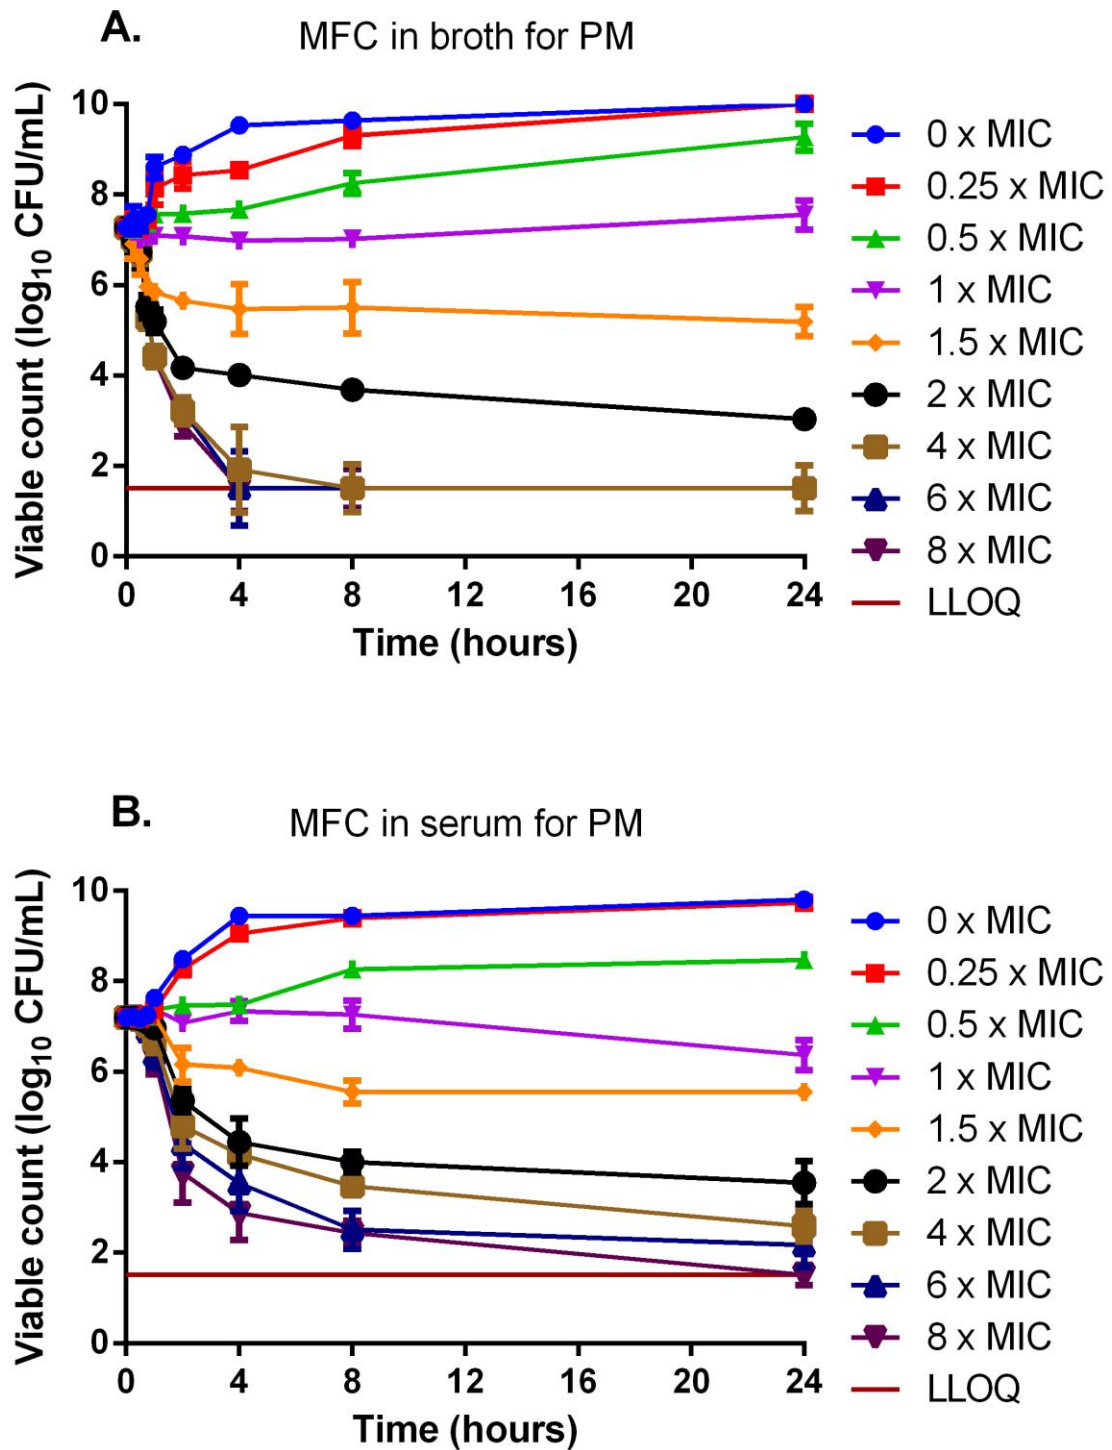 A.
MFC in broth for PM
Viable count (log10 CFU/mL)
10
8
6
4
2
0
0 4 8 12 16 20 24
Time (hours)
0 x MIC
0.25 x MIC
0.5 x MIC
1 x MIC
1.5 x MIC
2 x MIC
4 x MIC
6 x MIC
8 x MIC
LLOQ
B.
MFC in serum for PM
Viable count (log10 CFU/mL)
10
8
6
4
2
0
0 4 8 12 16 20 24
Time (hours)
0 x MIC
0.25 x MIC
0.5 x MIC
1 x MIC
1.5 x MIC
2 x MIC
4 x MIC
6 x MIC
8 x MIC
LLOQ